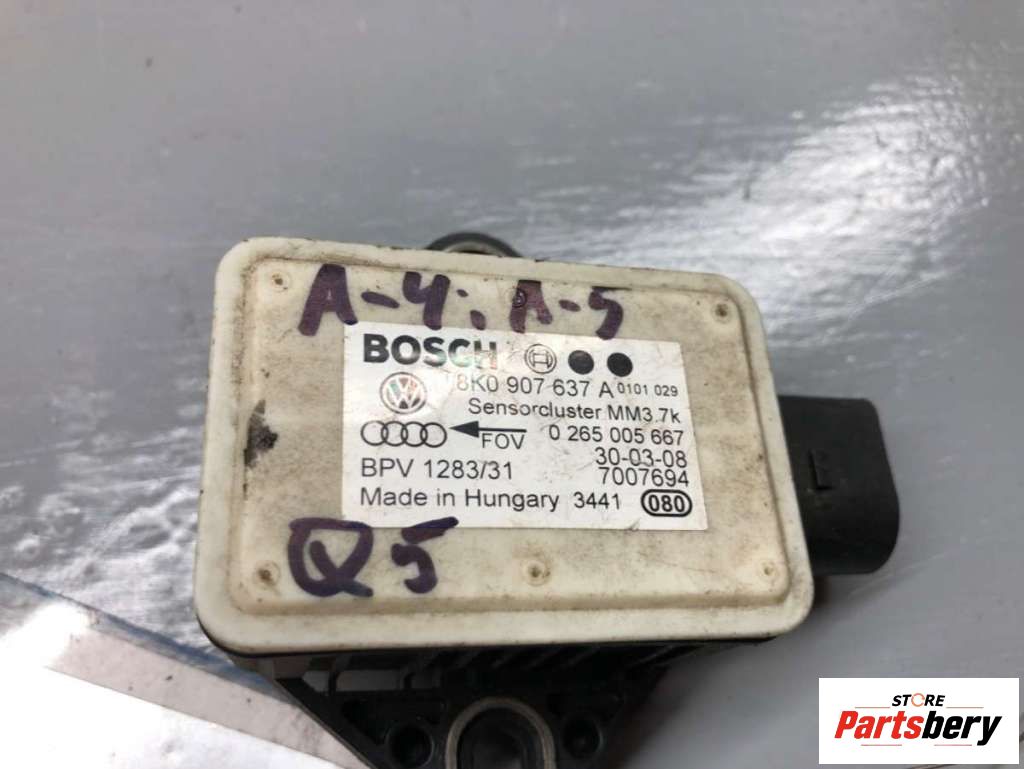 A-4; A-5
BOSCH
8K0 907 637 A 0101 029
Sensorcluster MM3.7k
FOV 0 265 005 667
30-03-08
BPV 1283/31 7007694
Made in Hungary 3441 080
Q5
STORE
Partsbery